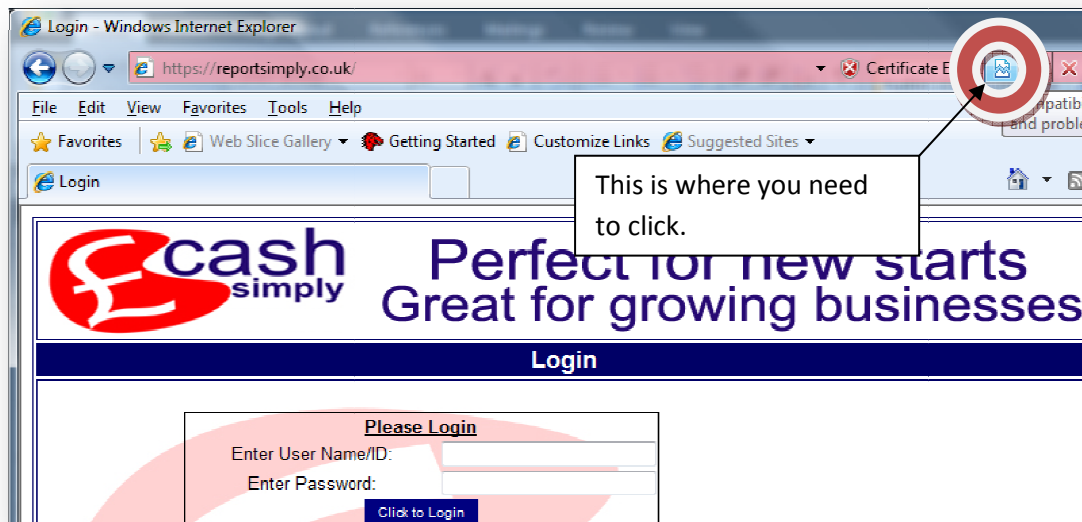 Login - Windows Internet Explorer
https://reportsimply.co.uk/
Certificate E
File Edit View Favorites Tools Help
Favorites Web Slice Gallery Getting Started Customize Links Suggested Sites
and proble
Login
This is where you need
to click.
cash
simply
Perfect for new starts
Great for growing businesses
Login
Please Login
Enter User Name/ID:
Enter Password:
Click to Login